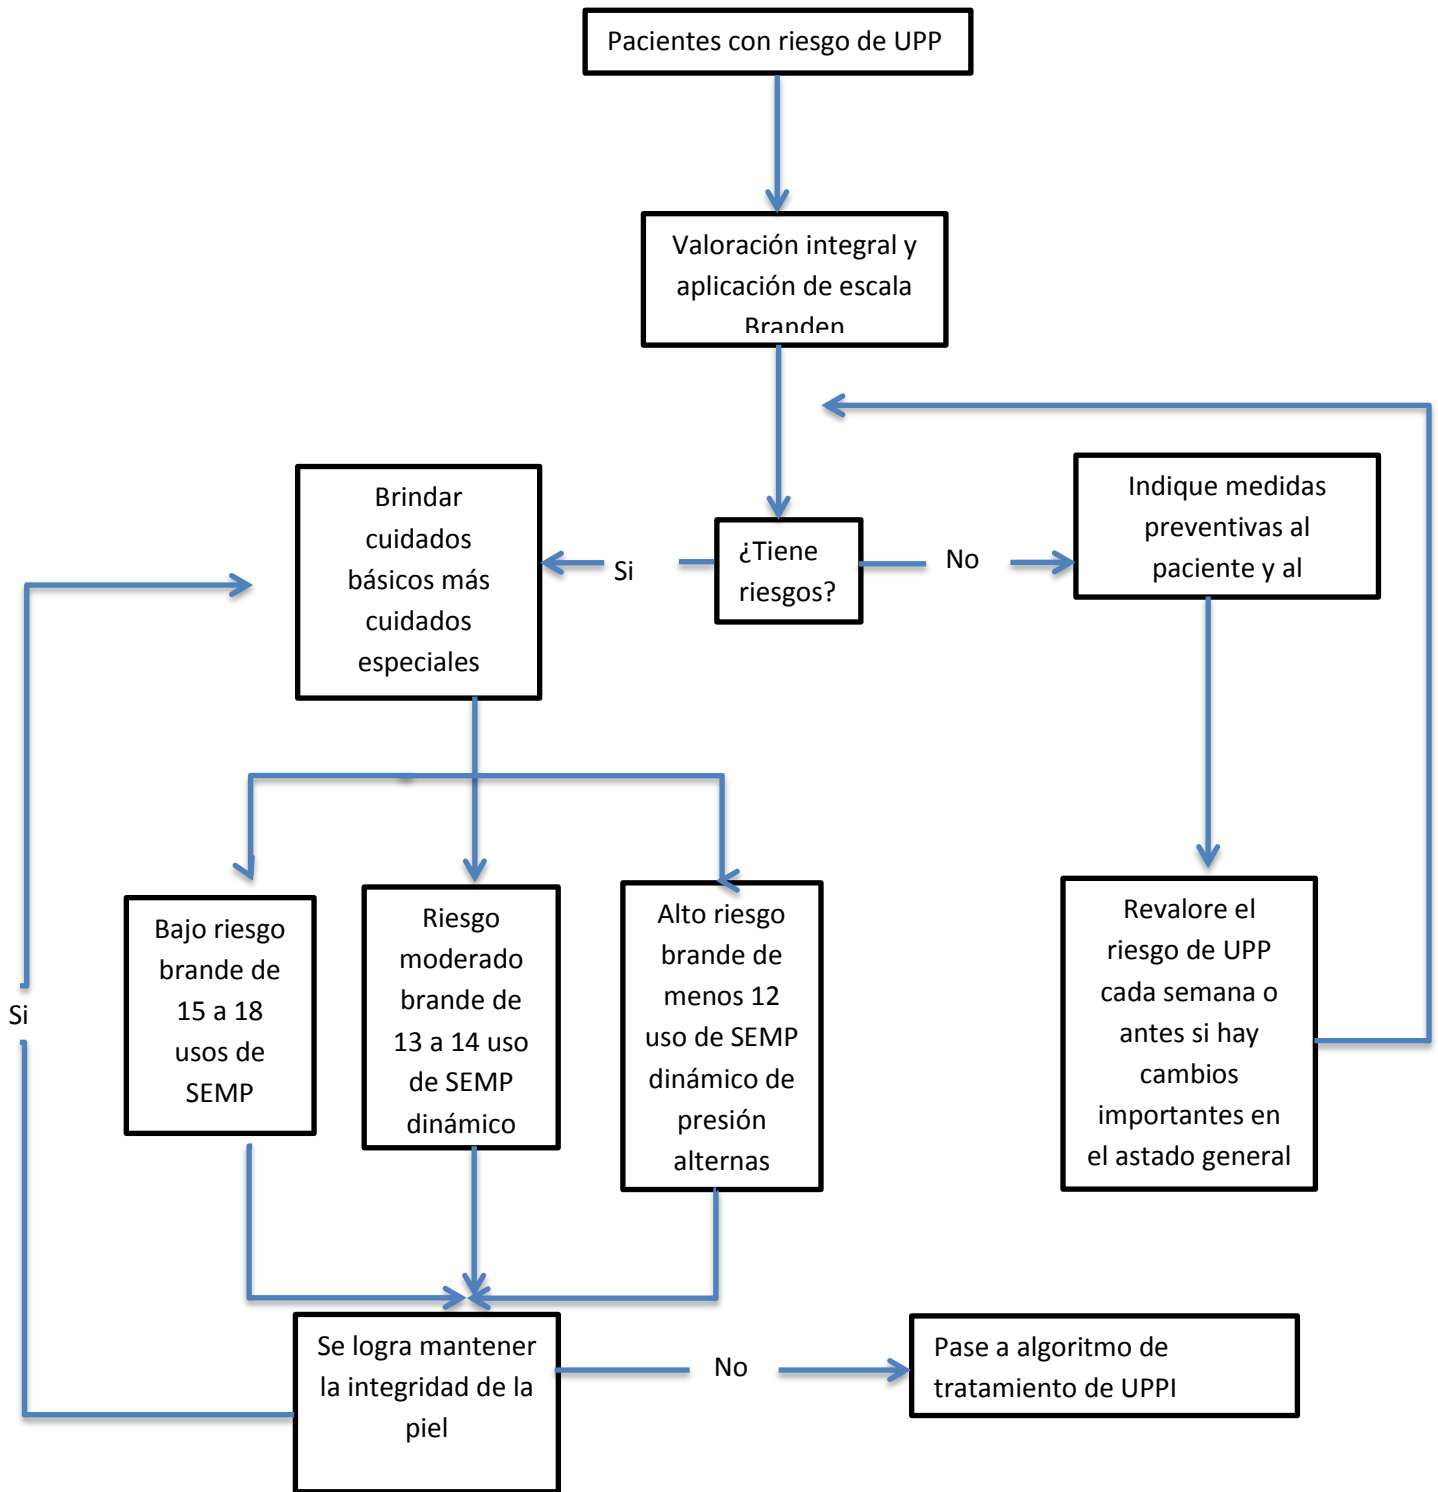 Pacientes con riesgo de UPP
Valoración integral y
aplicación de escala
Branden
Brindar
cuidados
básicos más
cuidados
especiales
Si
¿Tiene
riesgos?
No
Indique medidas
preventivas al
paciente y al
Bajo riesgo
brande de
15 a 18
usos de
SEMP
Riesgo
moderado
brande de
13 a 14 uso
de SEMP
dinámico
Alto riesgo
brande de
menos 12
uso de SEMP
dinámico de
presión
alternas
Revalore el
riesgo de UPP
cada semana o
antes si hay
cambios
importantes en
el astado general
Si
Se logra mantener
la integridad de la
piel
No
Pase a algoritmo de
tratamiento de UPPI